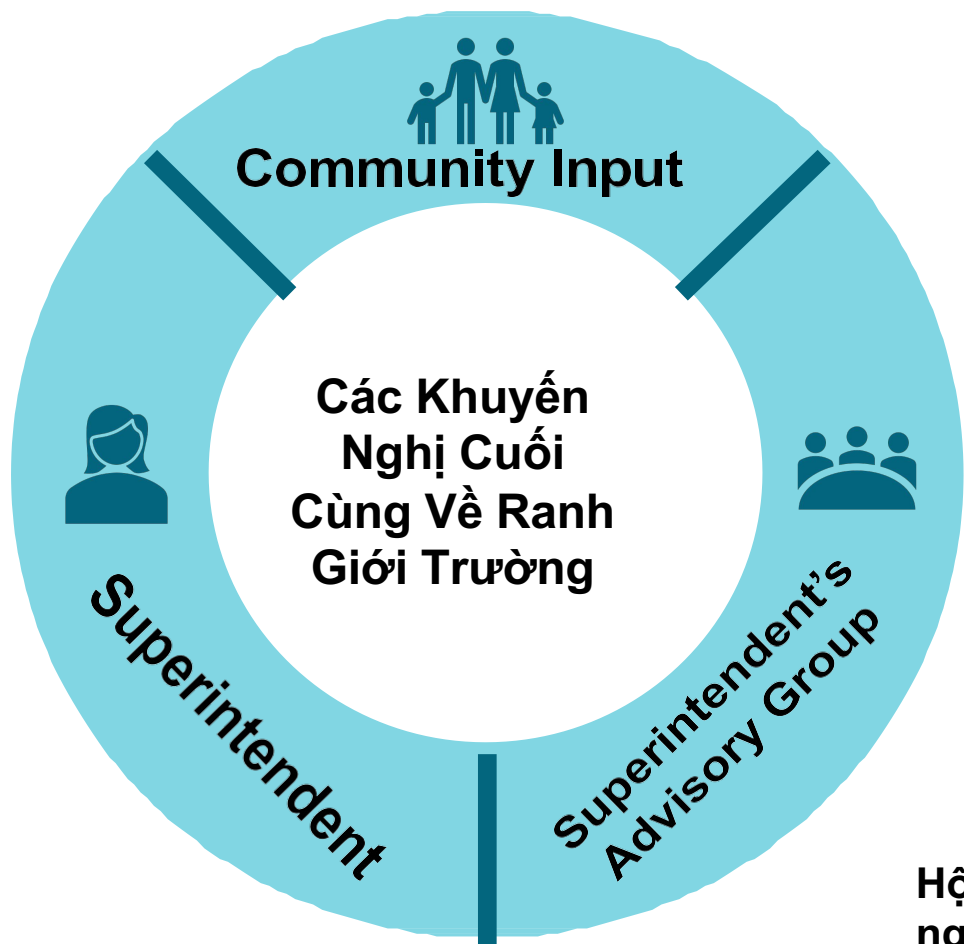 Community Input
Các Khuyến
Nghị Cuối
Cùng Về Ranh
Giới Trường
Superintendent
Superintendent's
Advisory Group